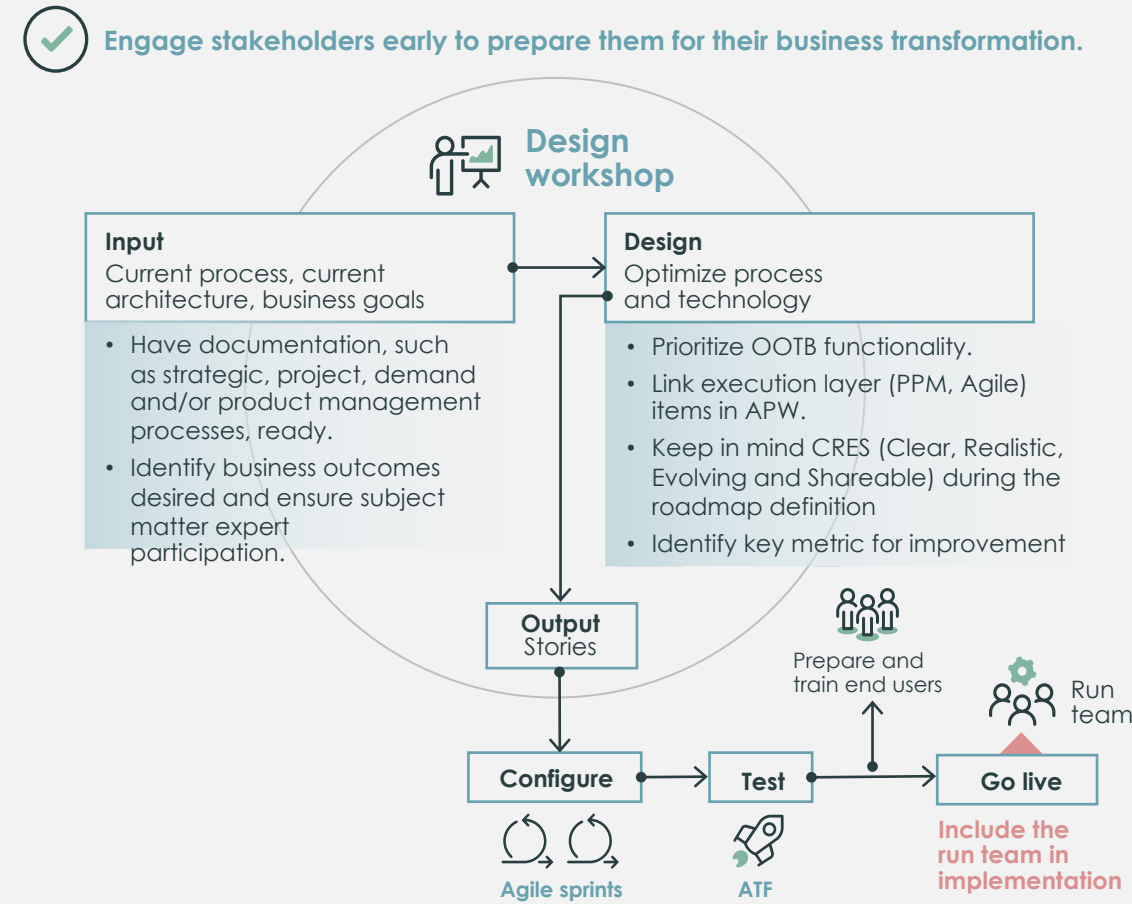 Engage stakeholders early to prepare them for their business transformation.
Design
workshop
Input
Current process, current
architecture, business goals
• Have documentation, such
as strategic, project, demand
and/or product management
processes, ready.
• Identify business outcomes
desired and ensure subject
matter expert
participation.
Design
Optimize process
and technology
• Prioritize OOTB functionality.
• Link execution layer (PPM, Agile)
items in APW.
• Keep in mind CRES (Clear, Realistic,
Evolving and Shareable) during the
roadmap definition
• Identify key metric for improvement
Output
Stories
Prepare and
train end users
Run
team
Configure
Test
Go live
Agile sprints
ATF
Include the
run team in
implementation